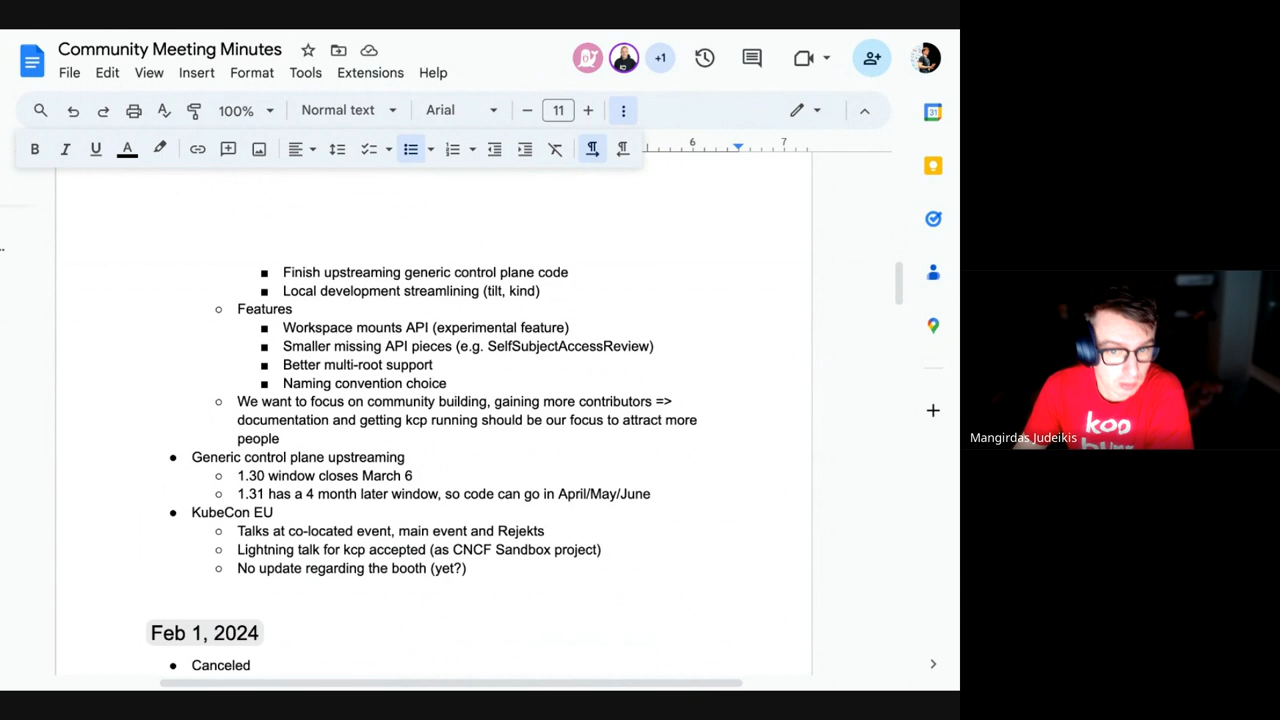 Community Meeting Minutes
+1
File Edit View Insert Format Tools Extensions Help
100% Normal text Arial 11
B I U A
6 7
31
Finish upstreaming generic control plane code
Local development streamlining (tilt, kind)
Features
Workspace mounts API (experimental feature)
Smaller missing API pieces (e.g. SelfSubjectAccessReview)
Better multi-root support
Naming convention choice
We want to focus on community building, gaining more contributors =>
documentation and getting kcp running should be our focus to attract more
people
Generic control plane upstreaming
1.30 window closes March 6
1.31 has a 4 month later window, so code can go in April/May/June
KubeCon EU
Talks at co-located event, main event and Rejekts
Lightning talk for kcp accepted (as CNCF Sandbox project)
No update regarding the booth (yet?)
Feb 1, 2024
Canceled
Mangirdas Judeikis